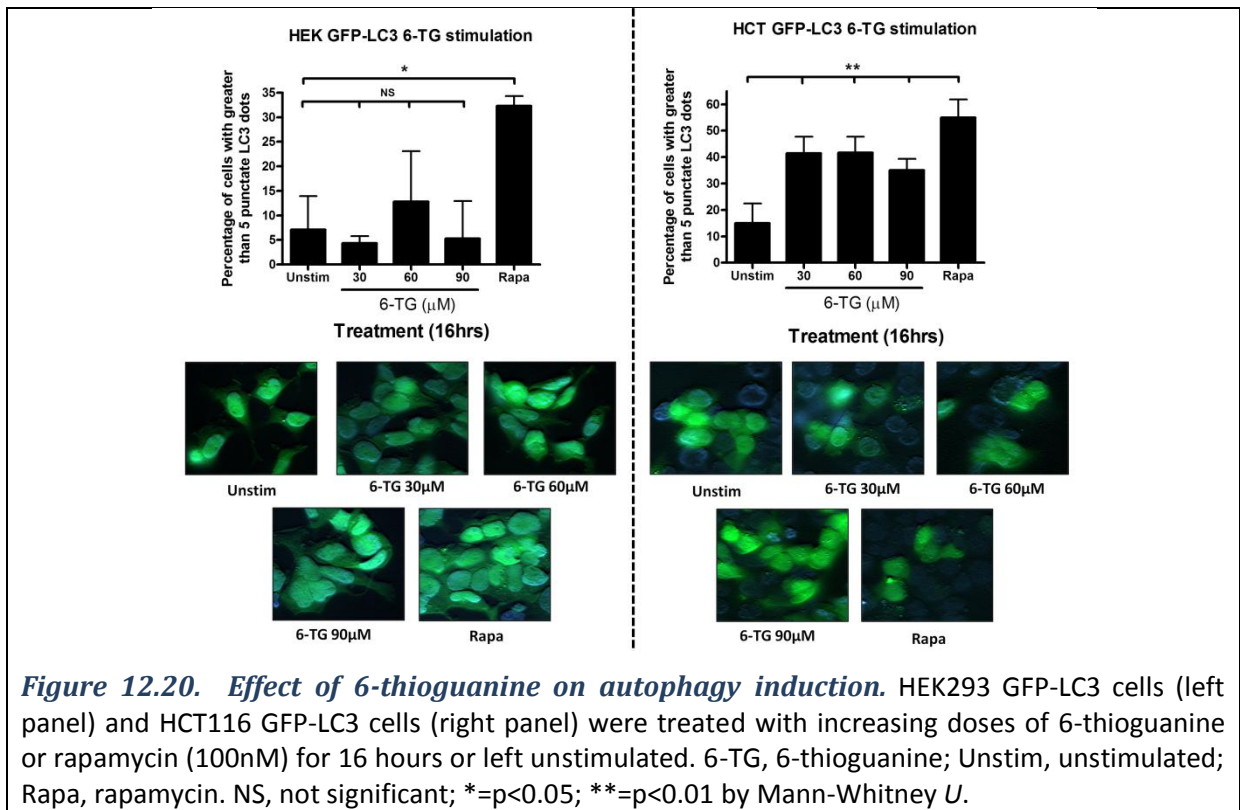 HEK GFP-LC3 6-TG stimulation
Percentage of cells with greater
than 5 punctate LC3 dots
35
30
25
20
15
10
5
0
*
NS
Unstim 30 60 90 Rapa
6-TG (μM)
Treatment (16hrs)
Unstim 6-TG 30μM 6-TG 60μM
6-TG 90μM Rapa
HCT GFP-LC3 6-TG stimulation
Percentage of cells with greater
than 5 punctate LC3 dots
60
50
40
30
20
10
0
**
Unstim 30 60 90 Rapa
6-TG (μM)
Treatment (16hrs)
Unstim 6-TG 30μM 6-TG 60μM
6-TG 90μM Rapa
Figure 12.20. Effect of 6-thioguanine on autophagy induction. HEK293 GFP-LC3 cells (left
panel) and HCT116 GFP-LC3 cells (right panel) were treated with increasing doses of 6-thioguanine
or rapamycin (100nM) for 16 hours or left unstimulated. 6-TG, 6-thioguanine; Unstim, unstimulated;
Rapa, rapamycin. NS, not significant; *=p<0.05; **=p<0.01 by Mann-Whitney U.